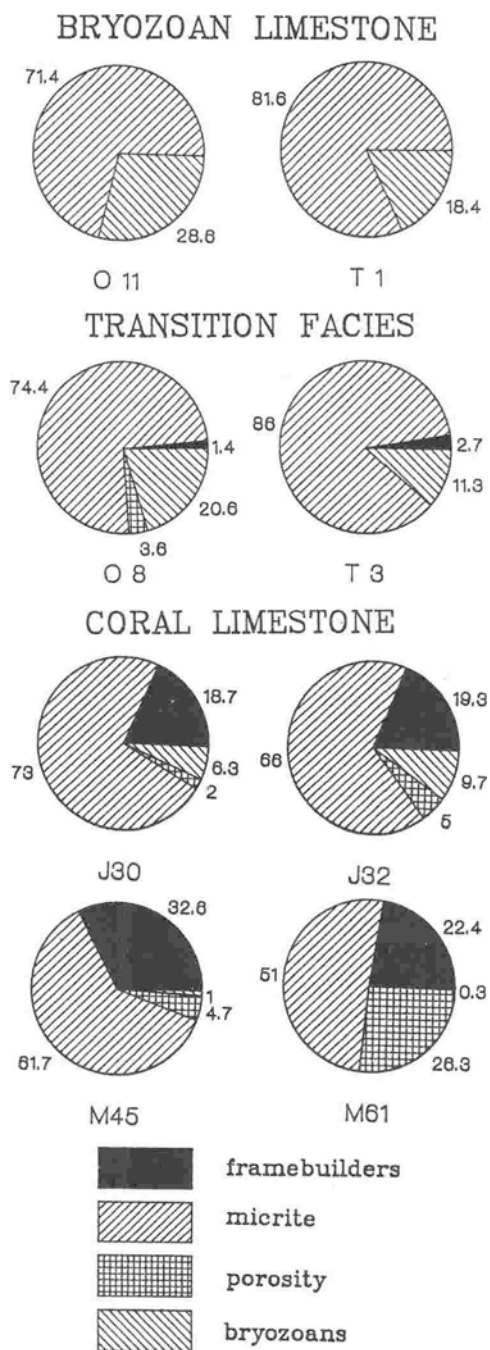 BRYOZOAN LIMESTONE
71.4
28.6
O 11
81.6
18.4
T 1
TRANSITION FACIES
74.4
1.4
20.6
3.6
O 8
86
2.7
11.3
T 3
CORAL LIMESTONE
18.7
73
6.3
2
J30
19.3
66
9.7
5
J32
32.6
1
4.7
61.7
M45
22.4
51
0.3
26.3
M61
framebuilders
micrite
porosity
bryozoans